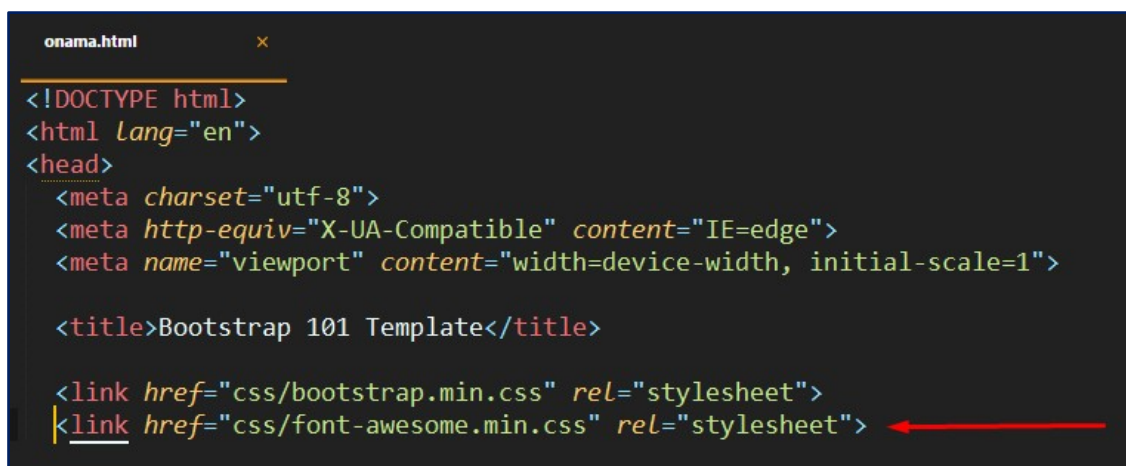 onama.html ×
<!DOCTYPE html>
<html lang="en">
<head>
<meta charset="utf-8">
<meta http-equiv="X-UA-Compatible" content="IE=edge">
<meta name="viewport" content="width=device-width, initial-scale=1">
<title>Bootstrap 101 Template</title>
<link href="css/bootstrap.min.css" rel="stylesheet">
<link href="css/font-awesome.min.css" rel="stylesheet">